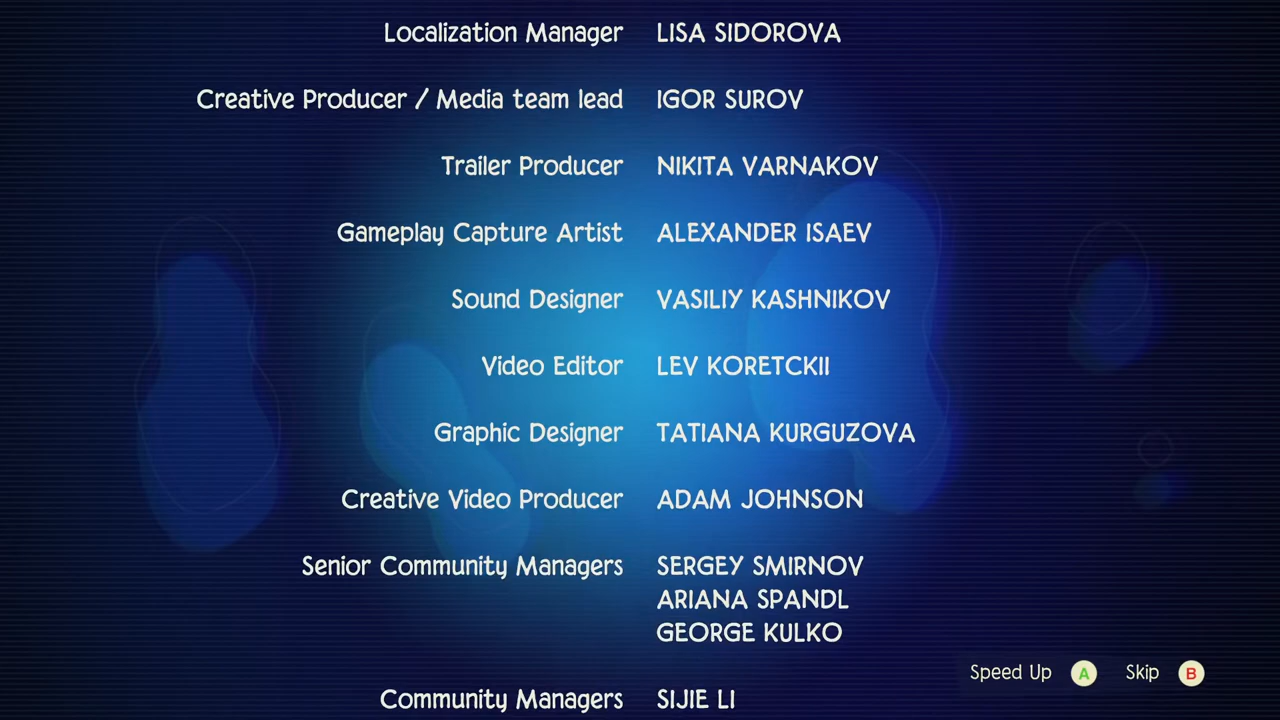 Localization Manager LISA SIDOROVA
Creative Producer / Media team lead IGOR SUROV
Trailer Producer NIKITA VARNAKOV
Gameplay Capture Artist ALEXANDER ISAEV
Sound Designer VASILIY KASHNIKOV
Video Editor LEV KORETCKII
Graphic Designer TATIANA KURGUZOVA
Creative Video Producer ADAM JOHNSON
Senior Community Managers SERGEY SMIRNOV
ARIANA SPANDL
GEORGE KULKO
Speed Up A Skip B
Community Managers SIJIE LI